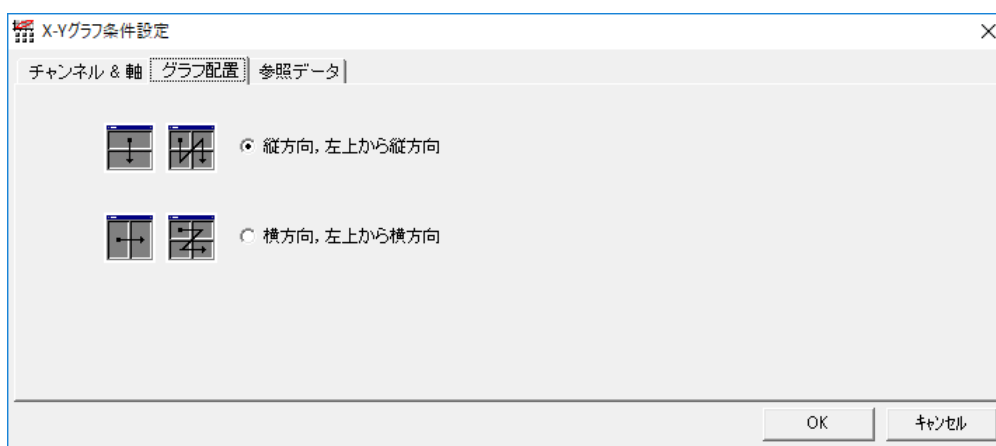 X-Yグラフ条件設定
チャンネル & 軸 グラフ配置 参照データ
縦方向, 左上から縦方向
横方向, 左上から横方向
OK キャンセル